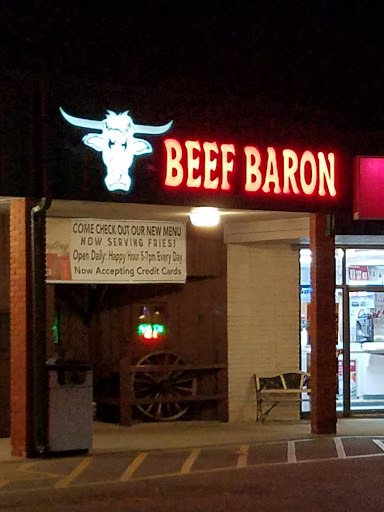 BEEF BARON
COME CHECK OUT OUR NEW MENU
NOW SERVING FRIES!
Open Daily: Happy Hour 5-7pm Every Day
Now Accepting Credit Cards